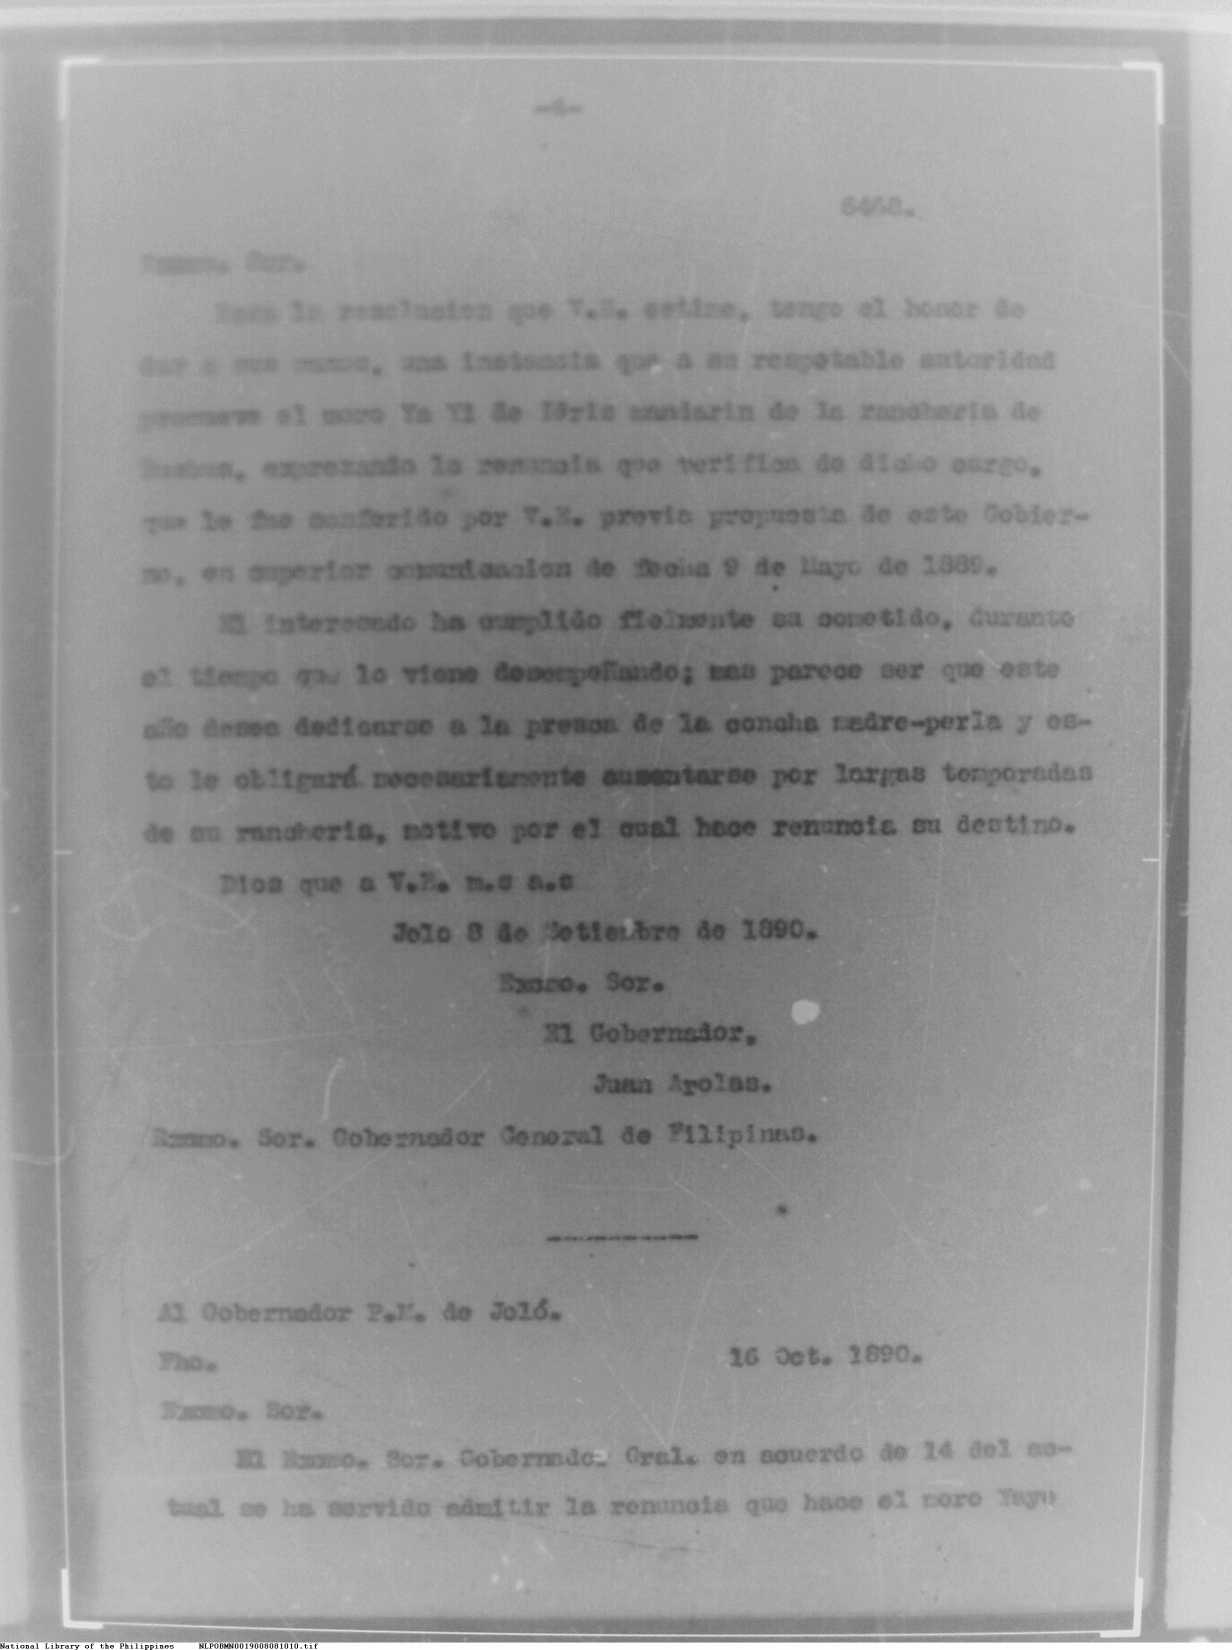 -4-
6468.
Exmo. Sor.
Para la resolucion que V.E. estime, tengo el honor de
dar a sus manos, una instancia que a su respetable autoridad
promueve el moro Ya Yi de mandarin de la rancheria de
expresando la renuncia que verifica de dicho cargo,
que le fue conferido por V.E. previa propuesta de este Gobier-
no, en superior comunicacion de fecha 9 de Mayo de 1889.
El interesado ha cumplido fielmente su cometido, durante
el tiempo que lo viene desempeñando; mas parece ser que este
año desea dedicarse a la presca de la concha madre-perla y es-
to le obligará necesariamente ausentarse por largas temporadas
de su rancheria, motivo por el cual hace renuncia su destino.
Dios que a V.E. m.s a.s
Jolo 8 de Setiembre de 1890.
Exmo. Sor.
El Gobernador,
Juan Arolas.
Exmo. Sor. Gobernador General de Filipinas.
-----------
Al Gobernador P.M. de Joló.
Fho. 16 Oct. 1890.
Exmo. Sor.
El Exmo. Sor. Gobernador Gral. en acuerdo de 14 del ac-
tual se ha servido admitir la renuncia que hace el moro Yayu
National Library of the Philippines NLPOBMN0019008081010.tif